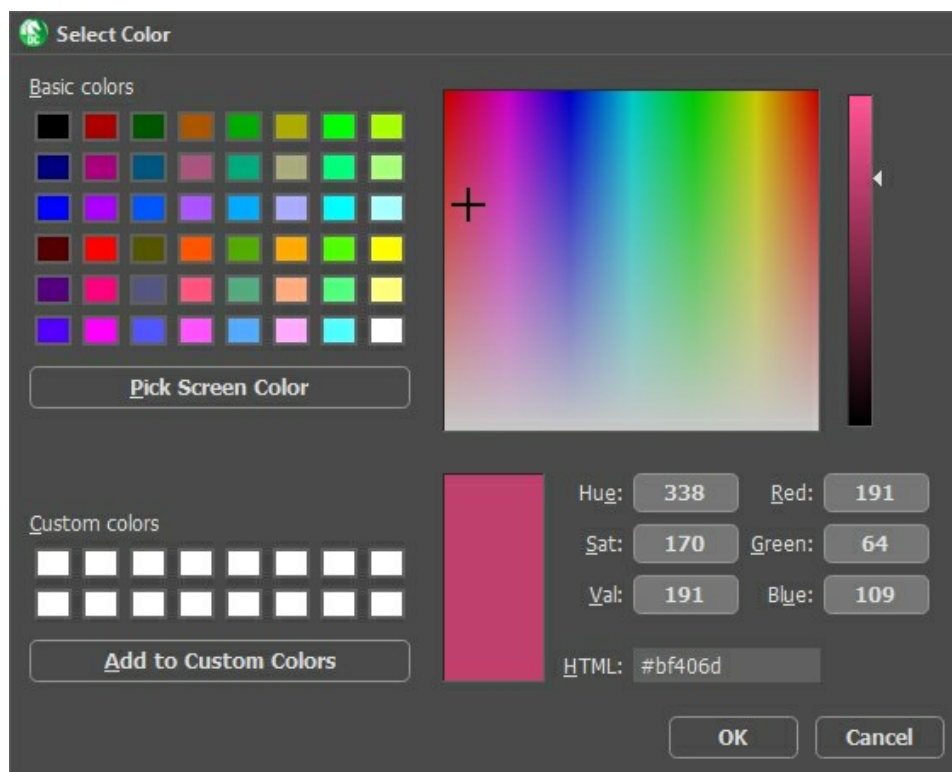 DC
Select Color
Basic colors
Pick Screen Color
Custom colors
Add to Custom Colors
Hue: 338 Red: 191
Sat: 170 Green: 64
Val: 191 Blue: 109
HTML: #bf406d
OK Cancel